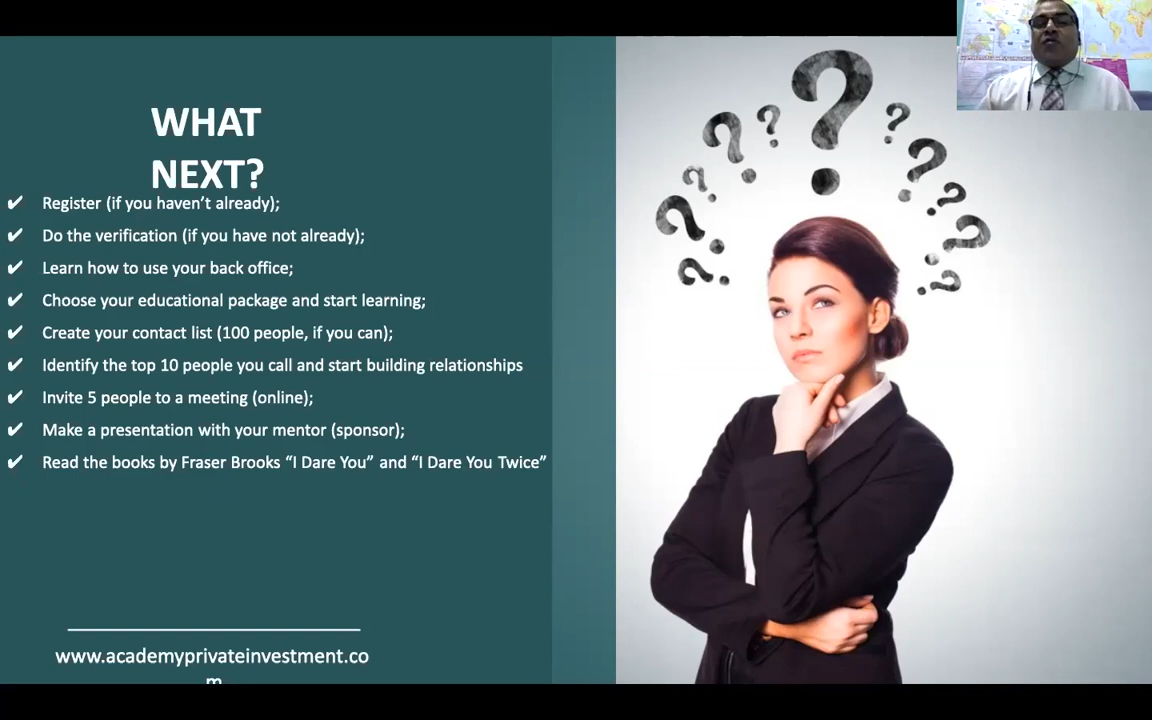 WHAT
NEXT?
✔ Register (if you haven’t already);
✔ Do the verification (if you have not already);
✔ Learn how to use your back office;
✔ Choose your educational package and start learning;
✔ Create your contact list (100 people, if you can);
✔ Identify the top 10 people you call and start building relationships
✔ Invite 5 people to a meeting (online);
✔ Make a presentation with your mentor (sponsor);
✔ Read the books by Fraser Brooks “I Dare You” and “I Dare You Twice”
www.academyprivateinvestment.co
m